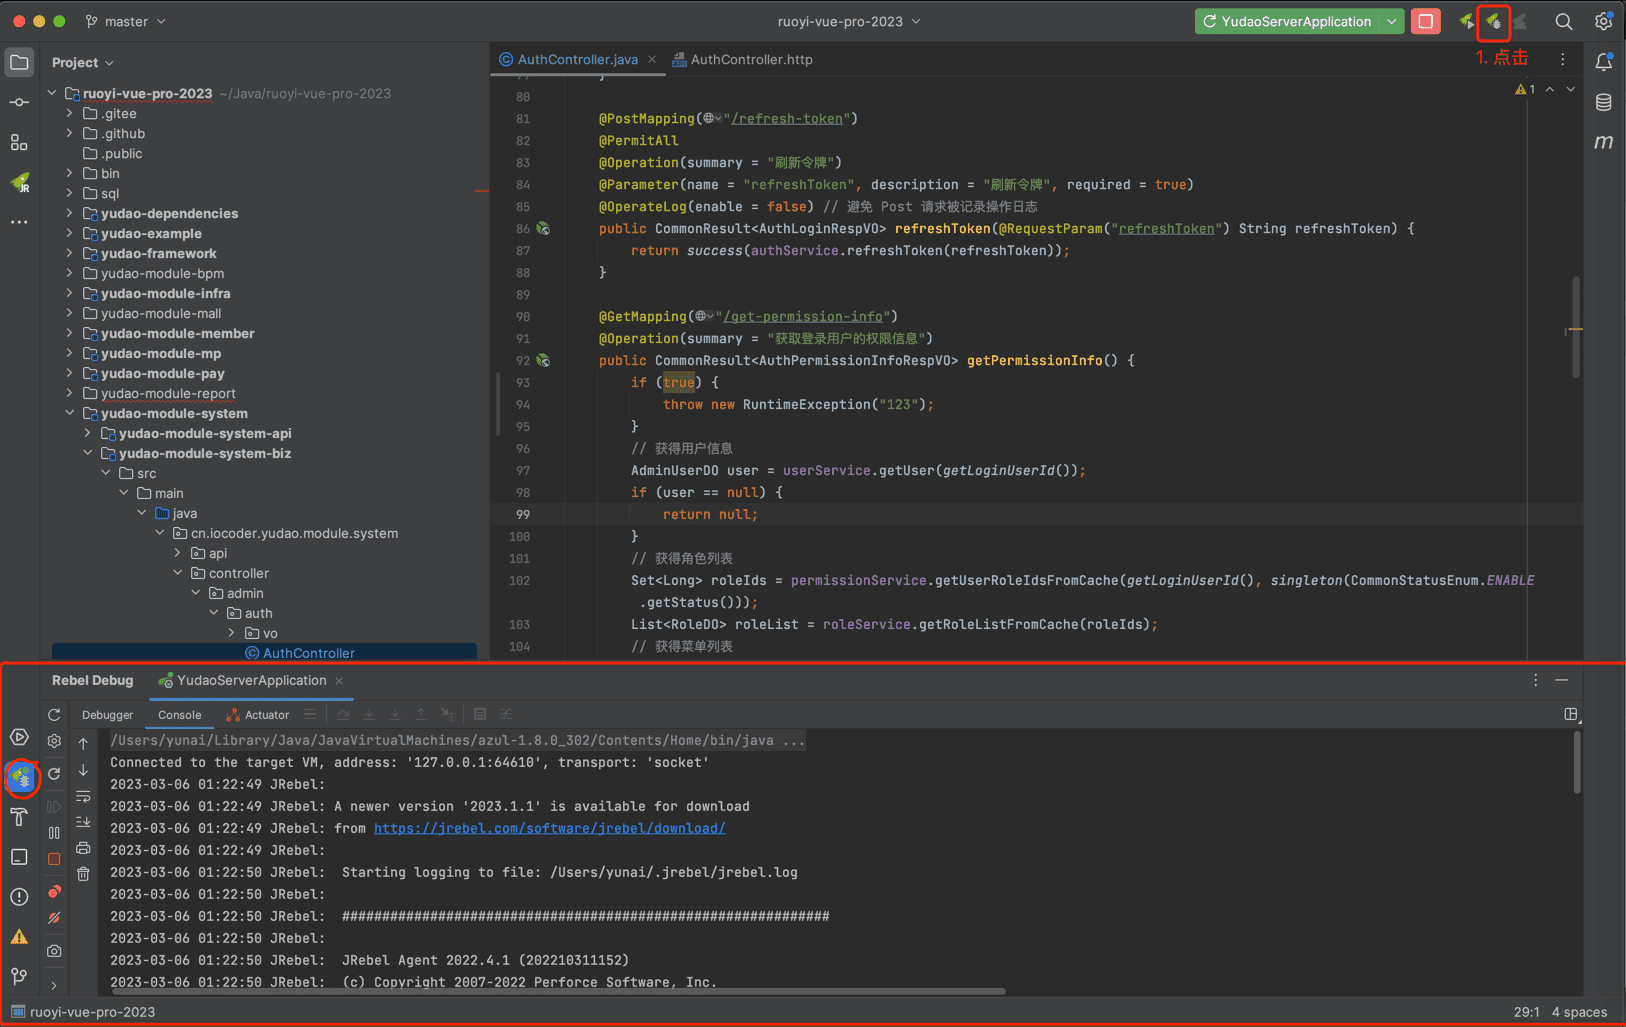 master
ruoyi-vue-pro-2023
YudaoServerApplication
1. 点击
Project
AuthController.java
AuthController.http
1
ruoyi-vue-pro-2023 ~/Java/ruoyi-vue-pro-2023
.gitee
.github
.public
bin
sql
yudao-dependencies
yudao-example
yudao-framework
yudao-module-bpm
yudao-module-infra
yudao-module-mall
yudao-module-member
yudao-module-mp
yudao-module-pay
yudao-module-report
yudao-module-system
yudao-module-system-api
yudao-module-system-biz
src
main
java
cn.iocoder.yudao.module.system
api
controller
admin
auth
vo
AuthController
JR
m
80
81 @PostMapping("/refresh-token")
82 @PermitAll
83 @Operation(summary = "刷新令牌")
84 @Parameter(name = "refreshToken", description = "刷新令牌", required = true)
85 @OperateLog(enable = false) // 避免 Post 请求被记录操作日志
86 public CommonResult<AuthLoginRespVO> refreshToken(@RequestParam("refreshToken") String refreshToken) {
87 return success(authService.refreshToken(refreshToken));
88 }
89
90 @GetMapping("/get-permission-info")
91 @Operation(summary = "获取登录用户的权限信息")
92 public CommonResult<AuthPermissionInfoRespVO> getPermissionInfo() {
93 if (true) {
94 throw new RuntimeException("123");
95 }
96 // 获得用户信息
97 AdminUserDO user = userService.getUser(getLoginUserId());
98 if (user == null) {
99 return null;
100 }
101 // 获得角色列表
102 Set<Long> roleIds = permissionService.getUserRoleIdsFromCache(getLoginUserId(), singleton(CommonStatusEnum.ENABLE
.getStatus()));
103 List<RoleDO> roleList = roleService.getRoleListFromCache(roleIds);
104 // 获得菜单列表
Rebel Debug
YudaoServerApplication
Debugger
Console
Actuator
/Users/yunai/Library/Java/JavaVirtualMachines/azul-1.8.0_302/Contents/Home/bin/java ...
Connected to the target VM, address: '127.0.0.1:64610', transport: 'socket'
2023-03-06 01:22:49 JRebel:
2023-03-06 01:22:49 JRebel: A newer version '2023.1.1' is available for download
2023-03-06 01:22:49 JRebel: from https://jrebel.com/software/jrebel/download/
2023-03-06 01:22:49 JRebel:
2023-03-06 01:22:50 JRebel: Starting logging to file: /Users/yunai/.jrebel/jrebel.log
2023-03-06 01:22:50 JRebel:
2023-03-06 01:22:50 JRebel: #############################################################
2023-03-06 01:22:50 JRebel:
2023-03-06 01:22:50 JRebel: JRebel Agent 2022.4.1 (202210311152)
2023-03-06 01:22:50 JRebel: (c) Copyright 2007-2022 Perforce Software, Inc.
ruoyi-vue-pro-2023
29:1
4 spaces